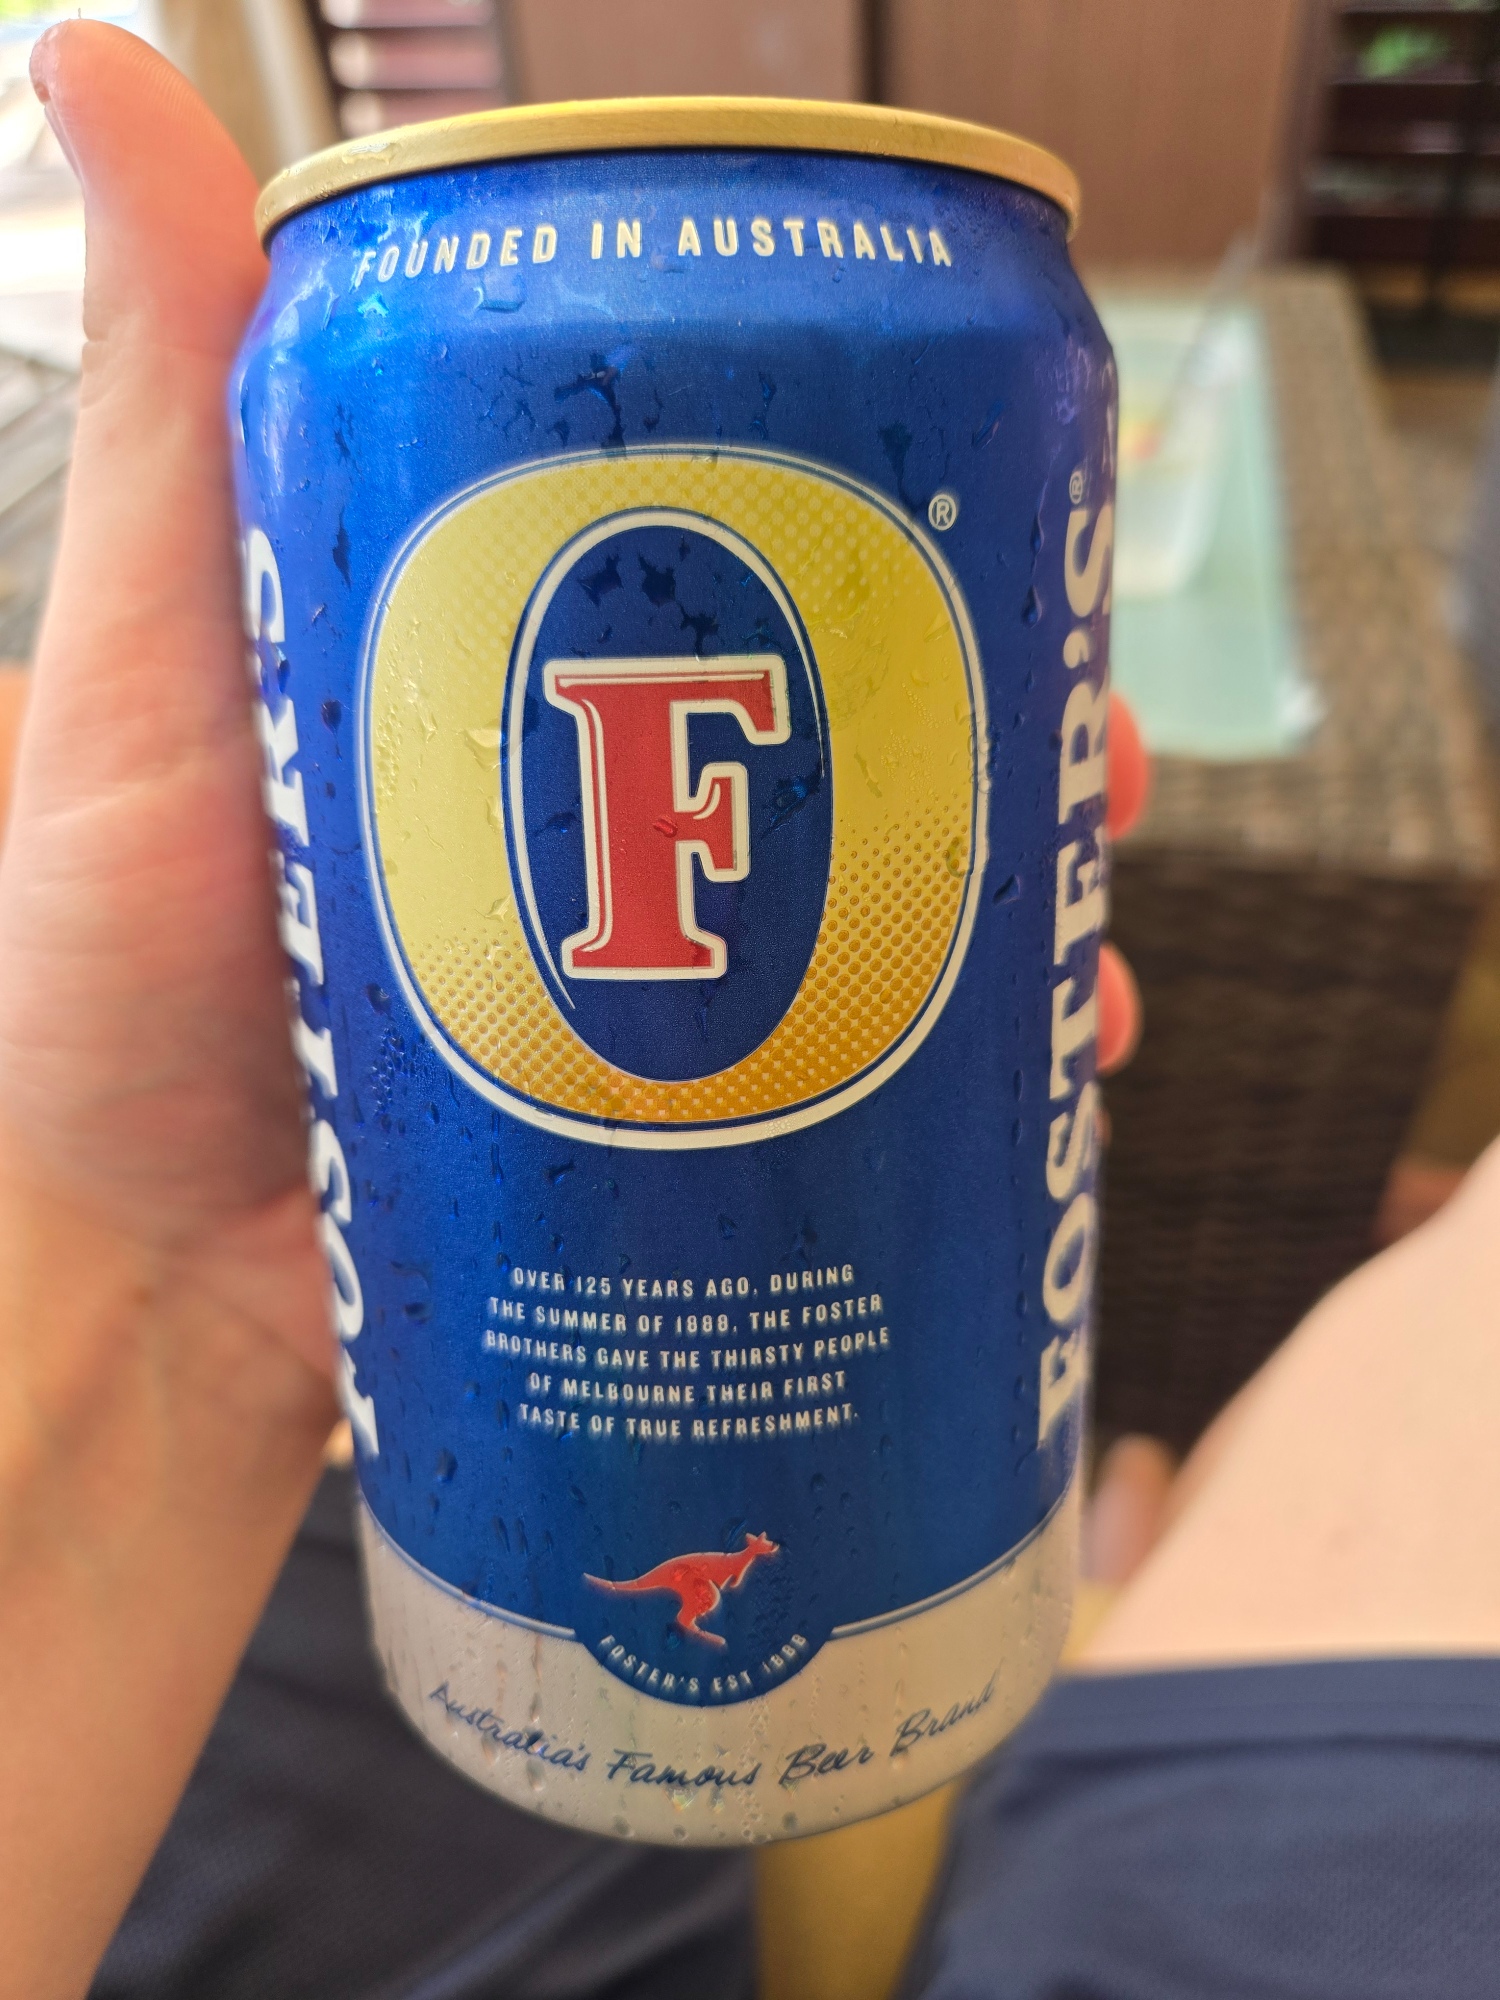 FOUNDED IN AUSTRALIA
®
F
FOSTER'S
FOSTER'S®
OVER 125 YEARS AGO, DURING
THE SUMMER OF 1888, THE FOSTER
BROTHERS GAVE THE THIRSTY PEOPLE
OF MELBOURNE THEIR FIRST
TASTE OF TRUE REFRESHMENT.
FOSTER'S EST 1888
Australia's Famous Beer Brand